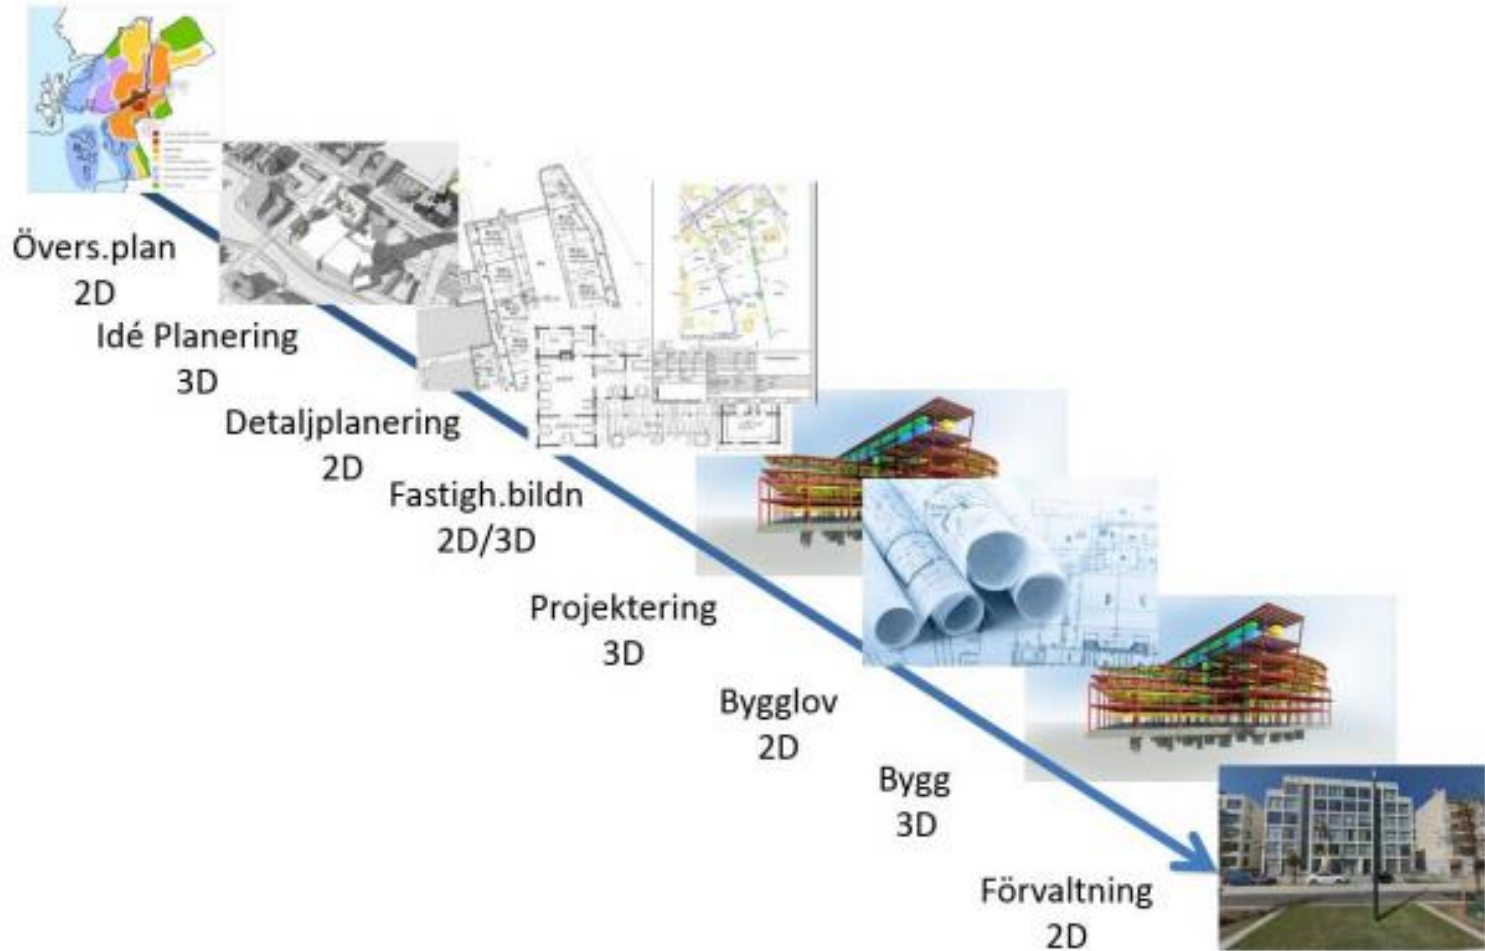 Övers.plan
2D
Idé Planering
3D
Detaljplanering
2D
Fastigh.bildn
2D/3D
Projektering
3D
Bygglov
2D
Bygg
3D
Förvaltning
2D